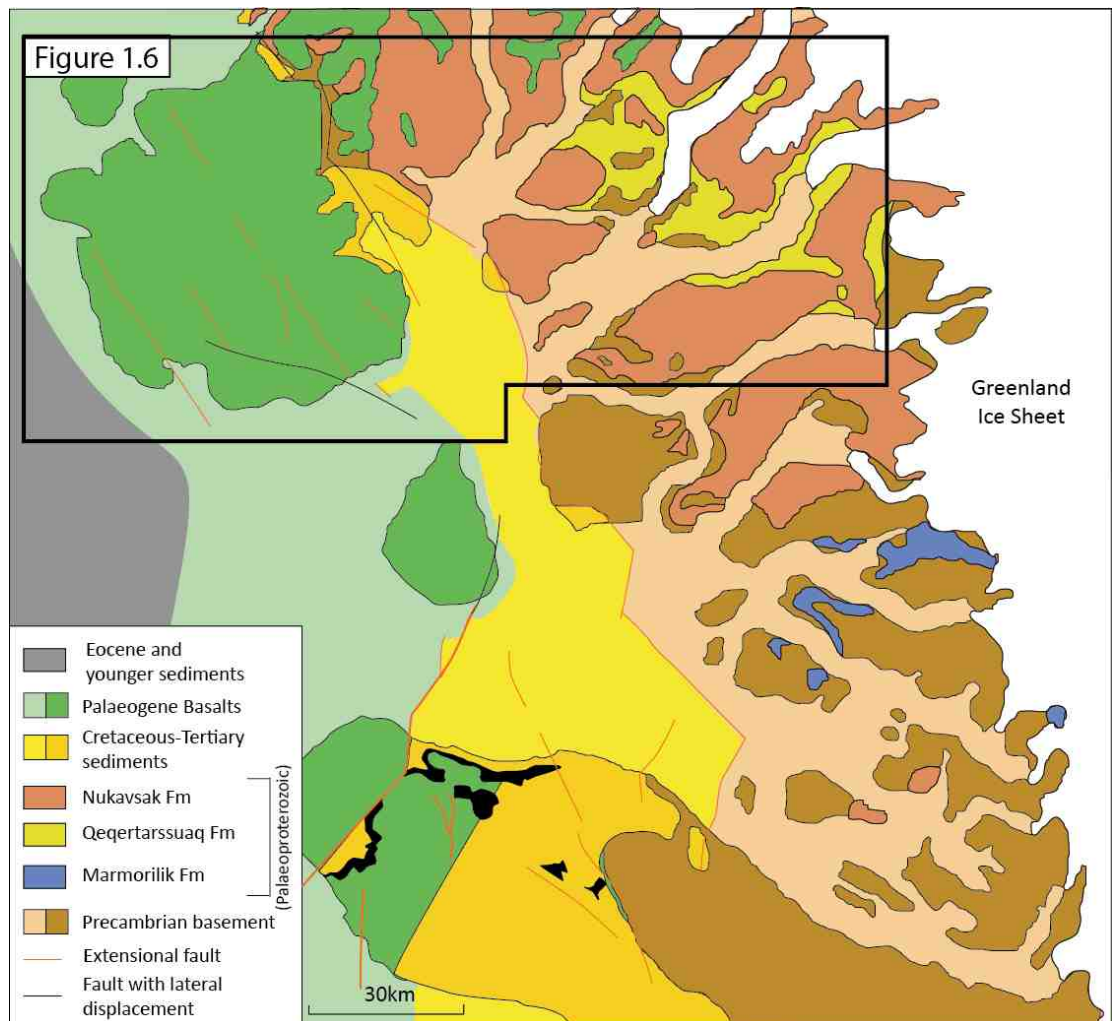 Figure 1.6
Greenland
Ice Sheet
Eocene and
younger sediments
Palaeogene Basalts
Cretaceous-Tertiary
sediments
Nukavsak Fm
Qeqertarssuaq Fm
Marmorilik Fm
(Palaeoproterozoic)
Precambrian basement
Extensional fault
Fault with lateral
displacement
30km